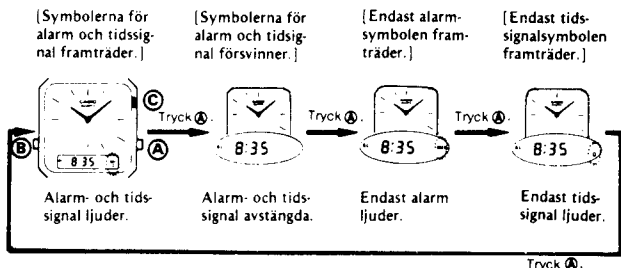 [Symbolerna för
alarm och tidssig-
nal framträder.]
[Symbolerna för
alarm och tidsig-
nal försvinner.]
[Endast alarm-
symbolen fram-
träder.]
[Endast tids-
signalsymbolen
framträder.]
CASIO
Ⓒ
Ⓑ
Ⓐ
8:35
Tryck Ⓐ.
8:35
Tryck Ⓐ.
8:35
Tryck Ⓐ.
8:35
Alarm- och tids-
signal ljuder.
Alarm- och tids-
signal avstängda.
Endast alarm
ljuder.
Endast tids-
signal ljuder.
Tryck Ⓐ.